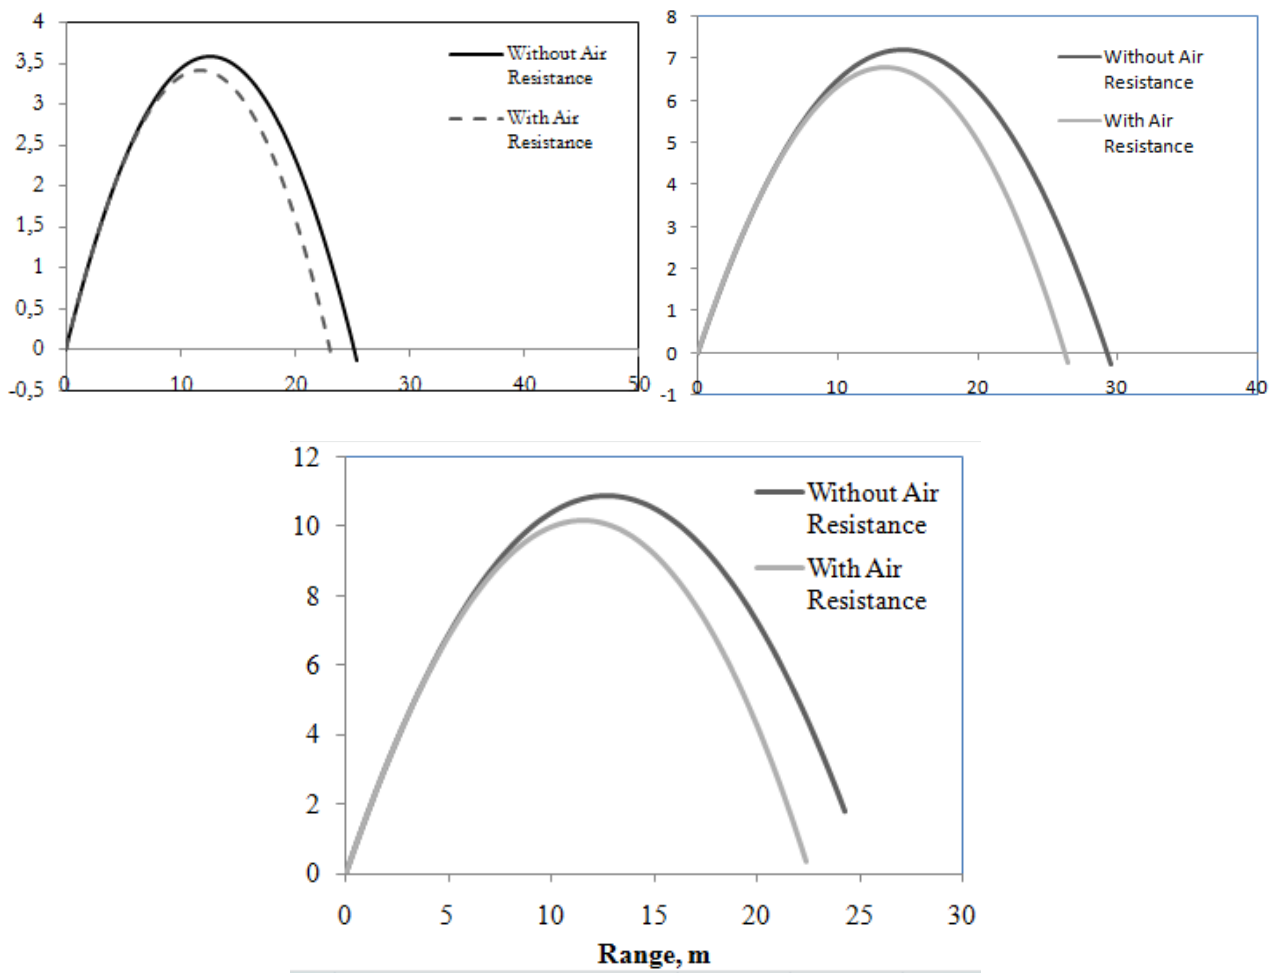 4
3,5
3
2,5
2
1,5
1
0,5
0
-0,5
0 10 20 30 40 50
Without Air
Resistance
With Air
Resistance
8
7
6
5
4
3
2
1
0
-1
0 10 20 30 40
Without Air
Resistance
With Air
Resistance
12
10
8
6
4
2
0
0 5 10 15 20 25 30
Without Air
Resistance
With Air
Resistance
Range, m